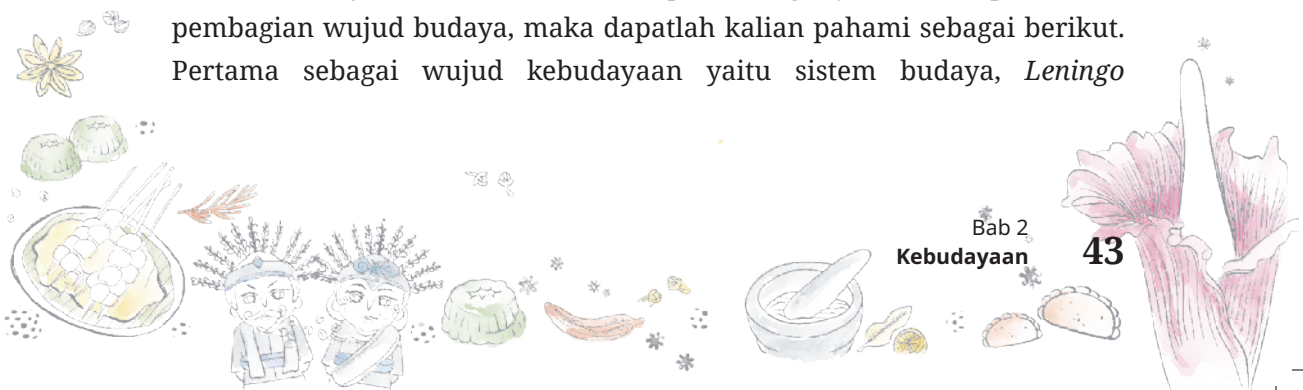 pembagian wujud budaya, maka dapatlah kalian pahami sebagai berikut.
Pertama sebagai wujud kebudayaan yaitu sistem budaya, Leningo
Bab 2
Kebudayaan
43